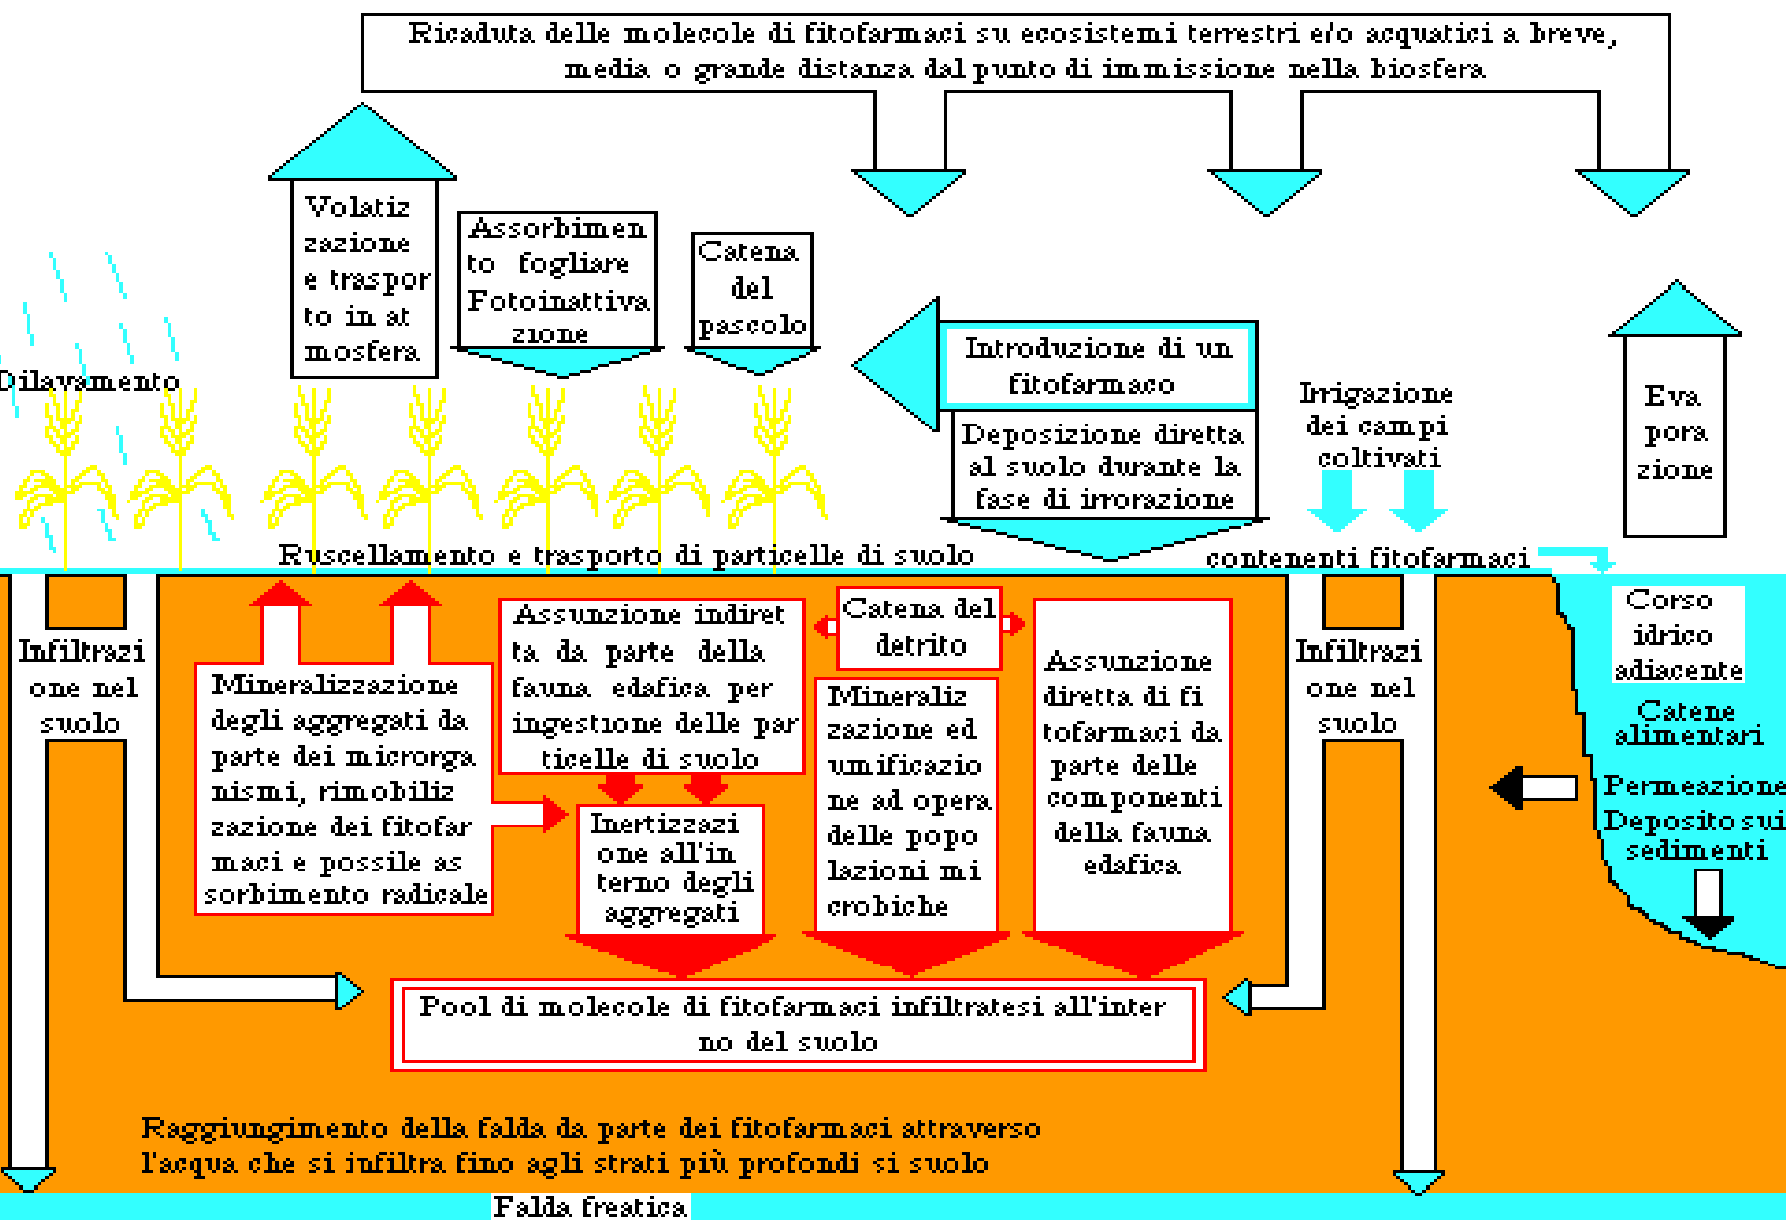 Ricaduta delle molecole di fitofarmaci su ecosistemi terrestri e/o acquatici a breve,
media o grande distanza dal punto di immissione nella biosfera
Volatiz
zazione
e traspor
to in at
mosfera
Assorbimen
to fogliare
Fotoinattiva
zione
Catena
del
pascolo
Introduzione di un
fitofarmaco
Deposizione diretta
al suolo durante la
fase di irrorazione
Dilavamento
Irrigazione
dei campi
coltivati
contenenti fitofarmaci
Eva
pora
zione
Ruscellamento e trasporto di particelle di suolo
Infiltrazi
one nel
suolo
Mineralizzazione
degli aggregati da
parte dei microrga
nismi, rimobiliz
zazione dei fitofar
maci e possile as
sorbimento radicale
Assunzione indiret
ta da parte della
fauna edafica per
ingestione delle par
ticelle di suolo
Inertizzazi
one all'in
terno degli
aggregati
Catena del
detrito
Mineraliz
zazione ed
umificazio
ne ad opera
delle popo
lazioni mi
crobiche
Assunzione
diretta di fi
tofarmaci da
parte delle
componenti
della fauna
edafica
Infiltrazi
one nel
suolo
Corso
idrico
adiacente
Catene
alimentari
Permeazione
Deposito sui
sedimenti
Pool di molecole di fitofarmaci infiltratesi all'inter
no del suolo
Raggiungimento della falda da parte dei fitofarmaci attraverso
l'acqua che si infiltra fino agli strati più profondi si suolo
Falda freatica